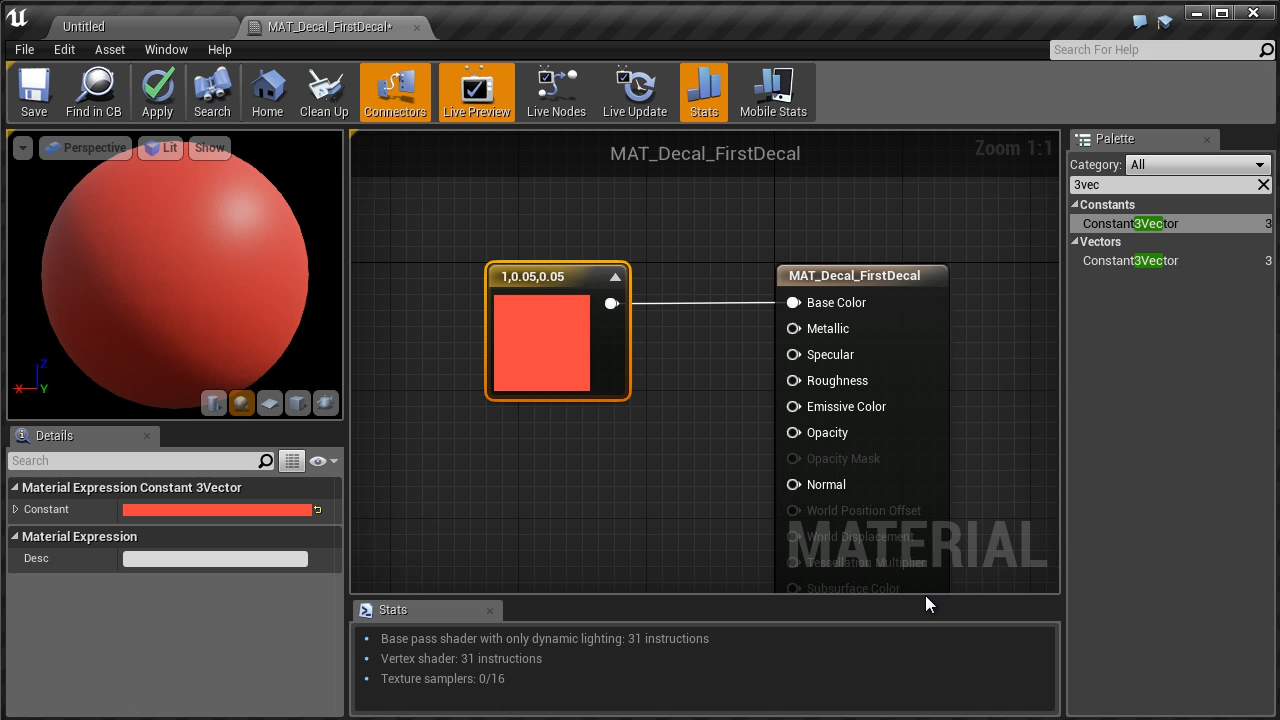 Untitled
MAT_Decal_FirstDecal*
File Edit Asset Window Help
Search For Help
Save Find in CB Apply Search Home Clean Up Connectors Live Preview Live Nodes Live Update Stats Mobile Stats
Perspective Lit Show
Z
X Y
MAT_Decal_FirstDecal
Zoom 1:1
1,0.05,0.05
MAT_Decal_FirstDecal
Base Color
Metallic
Specular
Roughness
Emissive Color
Opacity
Opacity Mask
Normal
World Position Offset
World Displacement
Tessellation Multiplier
Subsurface Color
MATERIAL
Palette
Category: All
3vec
Constants
Constant3Vector 3
Vectors
Constant3Vector 3
Details
Search
Material Expression Constant 3Vector
Constant
Material Expression
Desc
Stats
Base pass shader with only dynamic lighting: 31 instructions
Vertex shader: 31 instructions
Texture samplers: 0/16